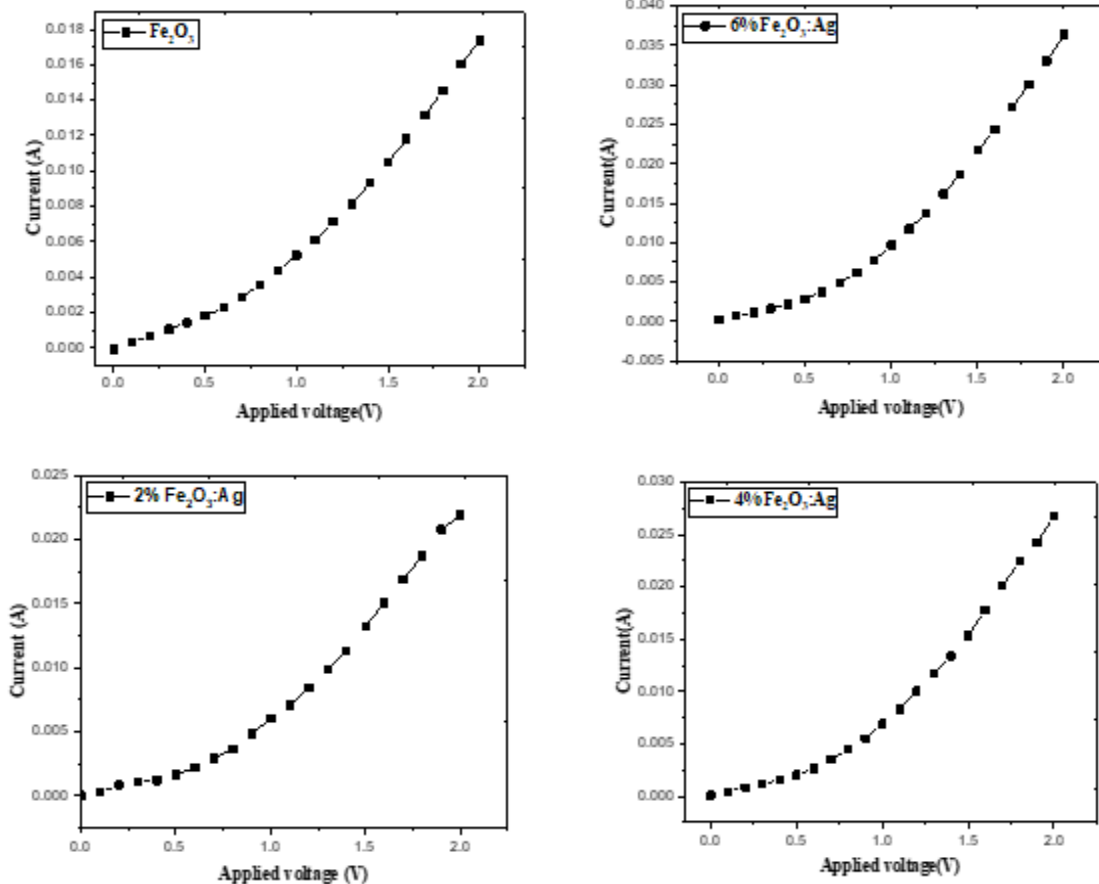 Fe₂O₃
0.018
0.016
0.014
0.012
0.010
0.008
0.006
0.004
0.002
0.000
Current (A)
0.0 0.5 1.0 1.5 2.0
Applied voltage(V)
6%Fe₂O₃:Ag
0.040
0.035
0.030
0.025
0.020
0.015
0.010
0.005
0.000
-0.005
Current(A)
0.0 0.5 1.0 1.5 2.0
Applied voltage(V)
2% Fe₂O₃:Ag
0.025
0.020
0.015
0.010
0.005
0.000
Current (A)
0.0 0.5 1.0 1.5 2.0
Applied voltage (V)
4%Fe₂O₃:Ag
0.030
0.025
0.020
0.015
0.010
0.005
0.000
Current(A)
0.0 0.5 1.0 1.5 2.0
Applied voltage(V)